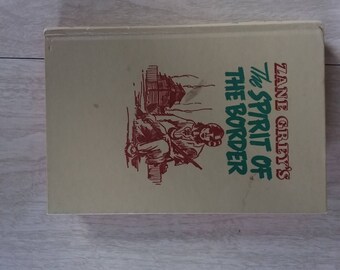 ZANE GREY'S
The SPIRIT OF
THE BORDER